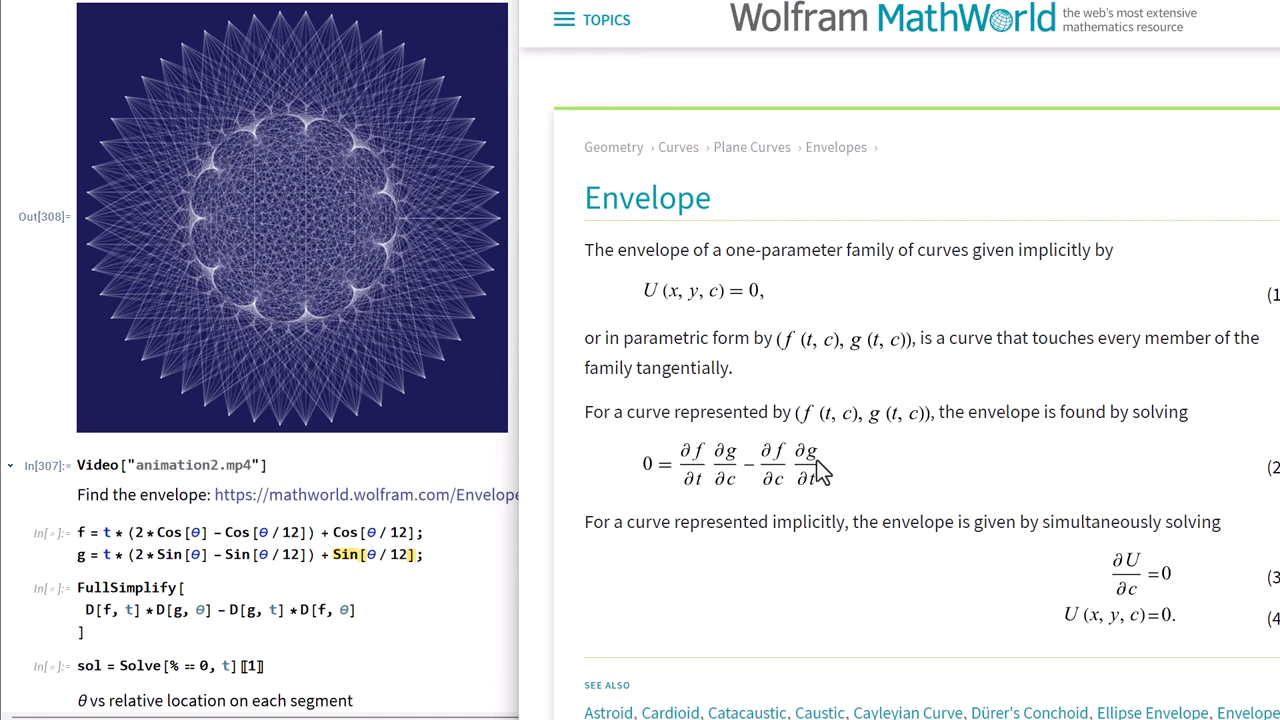 Out[308]=
In[307]:= Video["animation2.mp4"]
Find the envelope: https://mathworld.wolfram.com/Envelope
In[ ]:= f = t * (2 * Cos[θ] - Cos[θ / 12]) + Cos[θ / 12];
g = t * (2 * Sin[θ] - Sin[θ / 12]) + Sin[θ / 12];
In[ ]:= FullSimplify[
D[f, t] * D[g, θ] - D[g, t] * D[f, θ]
]
In[ ]:= sol = Solve[% == 0, t][[1]]
θ vs relative location on each segment
TOPICS
Wolfram MathWorld the web's most extensive
mathematics resource
Geometry › Curves › Plane Curves › Envelopes ›
Envelope
The envelope of a one-parameter family of curves given implicitly by
U (x, y, c) = 0, (1
or in parametric form by (f (t, c), g (t, c)), is a curve that touches every member of the
family tangentially.
For a curve represented by (f (t, c), g (t, c)), the envelope is found by solving
0 = ∂f/∂t ∂g/∂c - ∂f/∂c ∂g/∂t (2
For a curve represented implicitly, the envelope is given by simultaneously solving
∂U/∂c =0 (3
U (x, y, c)=0. (4
SEE ALSO
Astroid, Cardioid, Catacaustic, Caustic, Cayleyian Curve, Dürer's Conchoid, Ellipse Envelope, Envelope